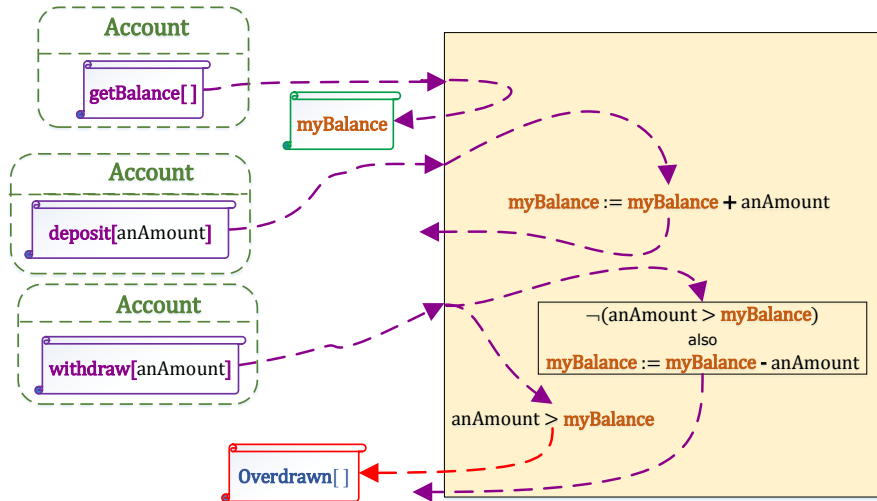 Account
getBalance[ ]
myBalance
Account
deposit[anAmount]
myBalance := myBalance + anAmount
Account
withdraw[anAmount]
¬(anAmount > myBalance)
also
myBalance := myBalance - anAmount
anAmount > myBalance
Overdrawn[ ]